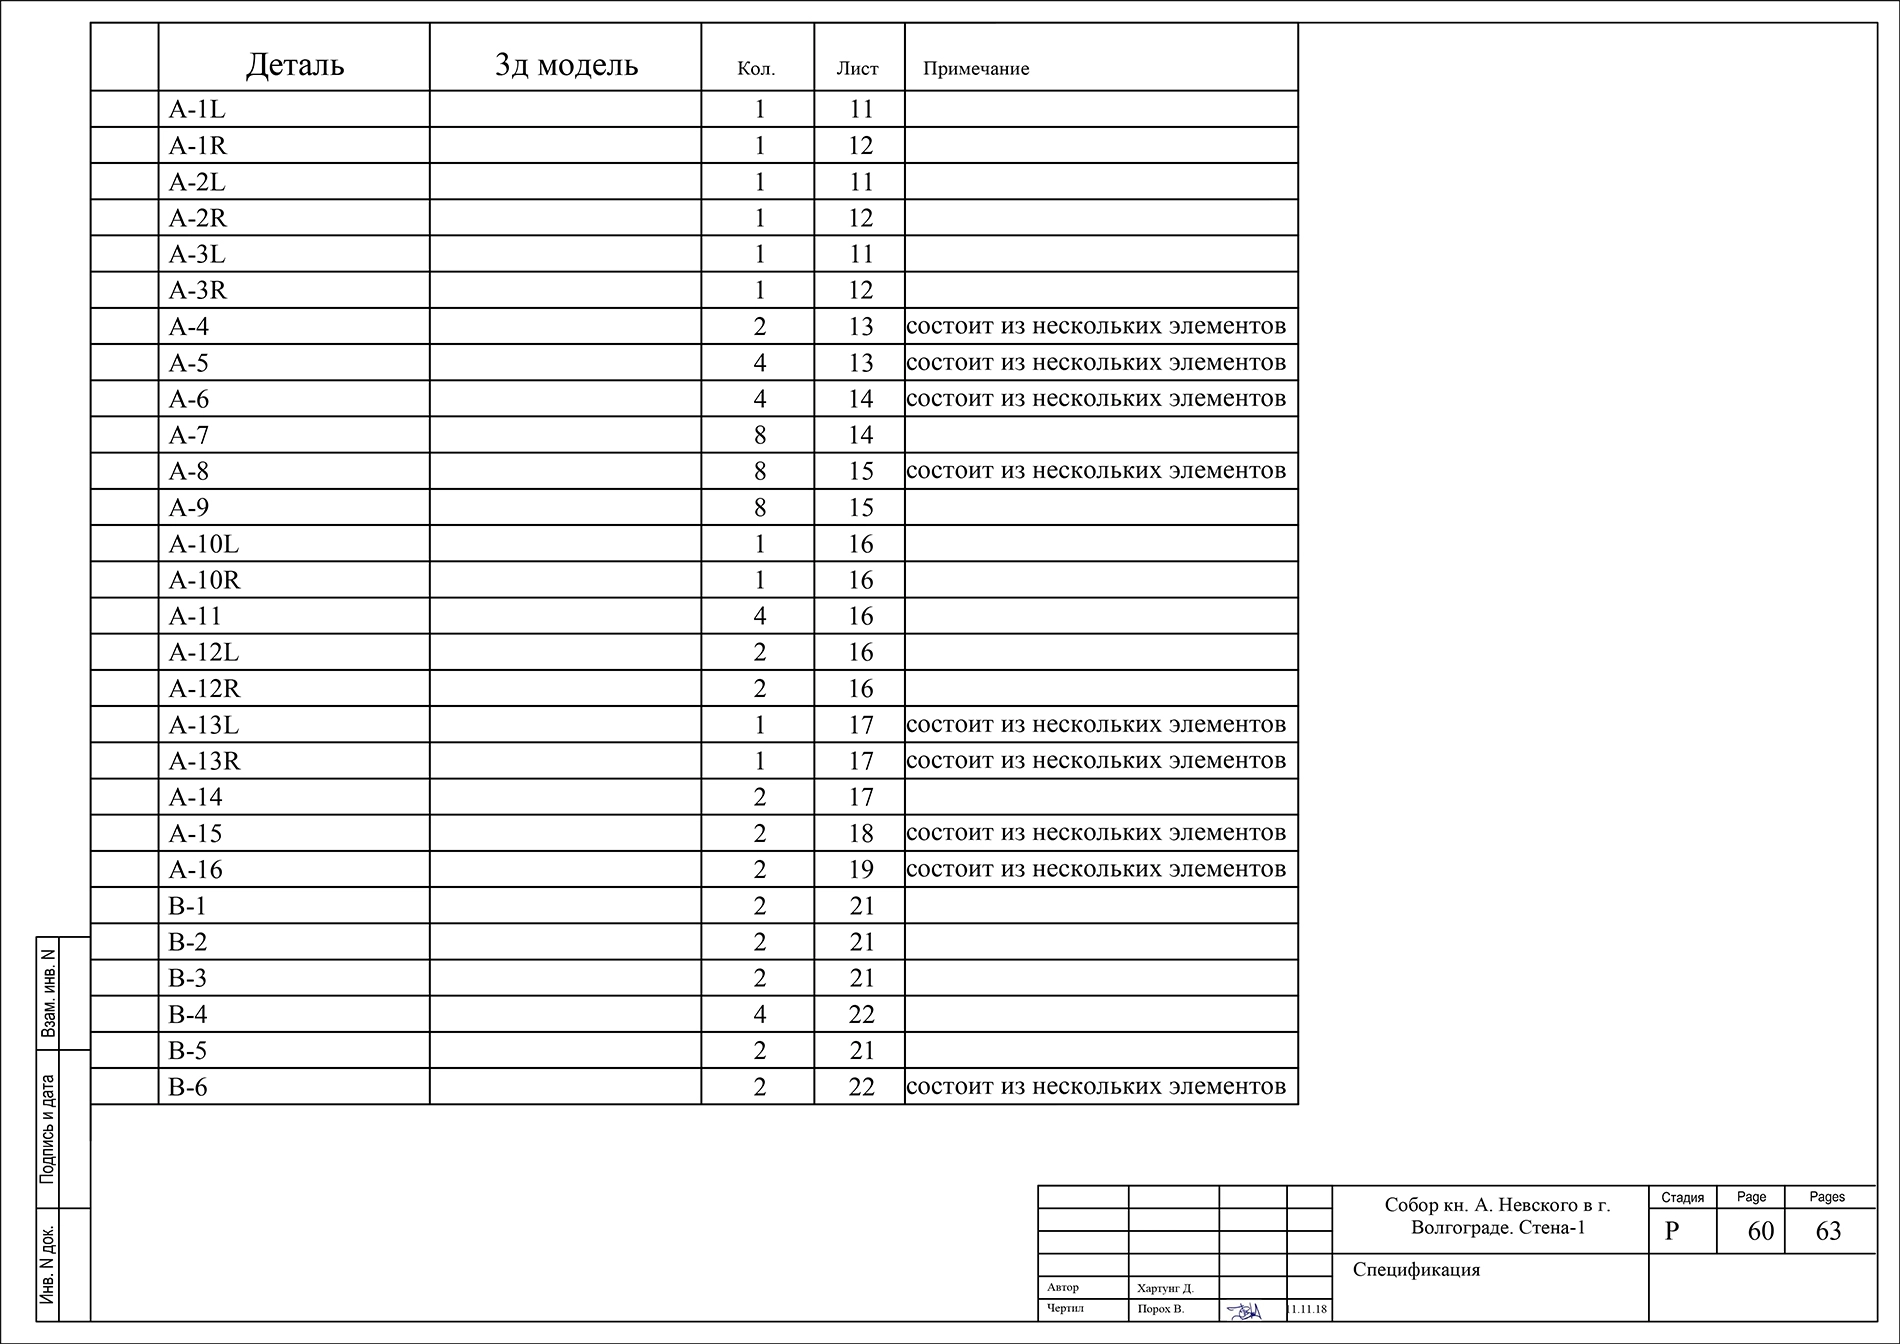 Деталь 3д модель Кол. Лист Примечание
А-1L 1 11
А-1R 1 12
А-2L 1 11
А-2R 1 12
А-3L 1 11
А-3R 1 12
А-4 2 13 состоит из нескольких элементов
А-5 4 13 состоит из нескольких элементов
А-6 4 14 состоит из нескольких элементов
А-7 8 14
А-8 8 15 состоит из нескольких элементов
А-9 8 15
А-10L 1 16
А-10R 1 16
А-11 4 16
А-12L 2 16
А-12R 2 16
А-13L 1 17 состоит из нескольких элементов
А-13R 1 17 состоит из нескольких элементов
А-14 2 17
А-15 2 18 состоит из нескольких элементов
А-16 2 19 состоит из нескольких элементов
В-1 2 21
В-2 2 21
В-3 2 21
В-4 4 22
В-5 2 21
В-6 2 22 состоит из нескольких элементов
Взам. инв. N
Подпись и дата
Инв. N док.
Собор кн. А. Невского в г.
Волгограде. Стена-1
Стадия Page Pages
Р 60 63
Спецификация
Автор Хартунг Д.
Чертил Порох В. 11.11.18